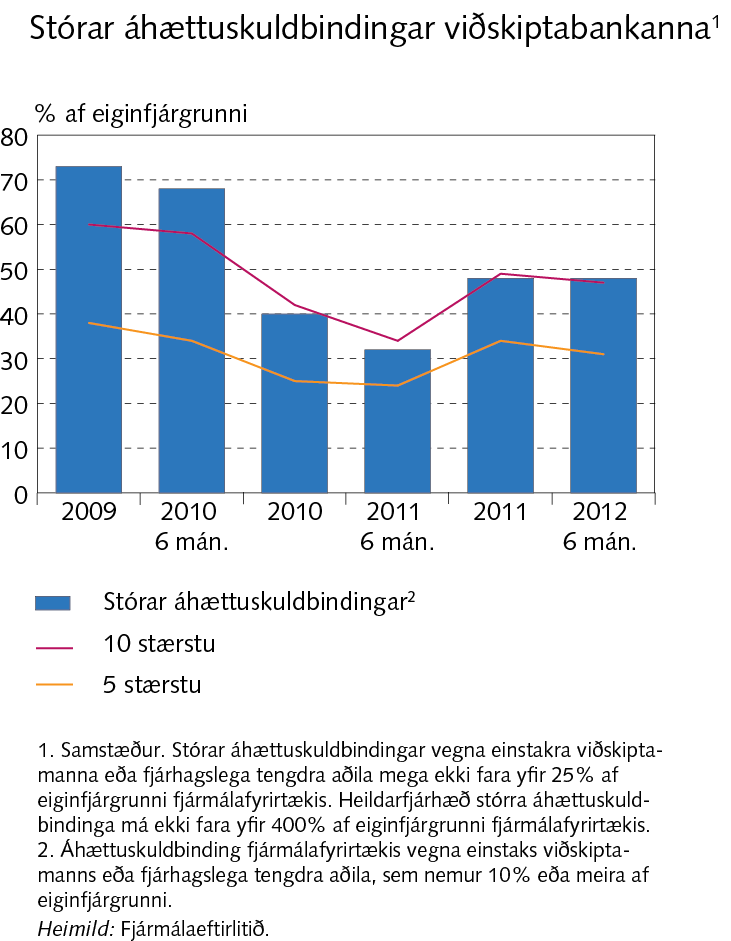 Stórar áhættuskuldbindingar viðskiptabankanna¹
% af eiginfjárgrunni
80
70
60
50
40
30
20
10
0
2009 2010 2010 2011 2011 2012
6 mán. 6 mán. 6 mán.
Stórar áhættuskuldbindingar²
10 stærstu
5 stærstu
1. Samstæður. Stórar áhættuskuldbindingar vegna einstakra viðskipta-
manna eða fjárhagslega tengdra aðila mega ekki fara yfir 25% af
eiginfjárgrunni fjármálafyrirtækis. Heildarfjárhæð stórra áhættuskuld-
bindinga má ekki fara yfir 400% af eiginfjárgrunni fjármálafyrirtækis.
2. Áhættuskuldbinding fjármálafyrirtækis vegna einstaks viðskipta-
manns eða fjárhagslega tengdra aðila, sem nemur 10% eða meira af
eiginfjárgrunni.
Heimild: Fjármálaeftirlitið.